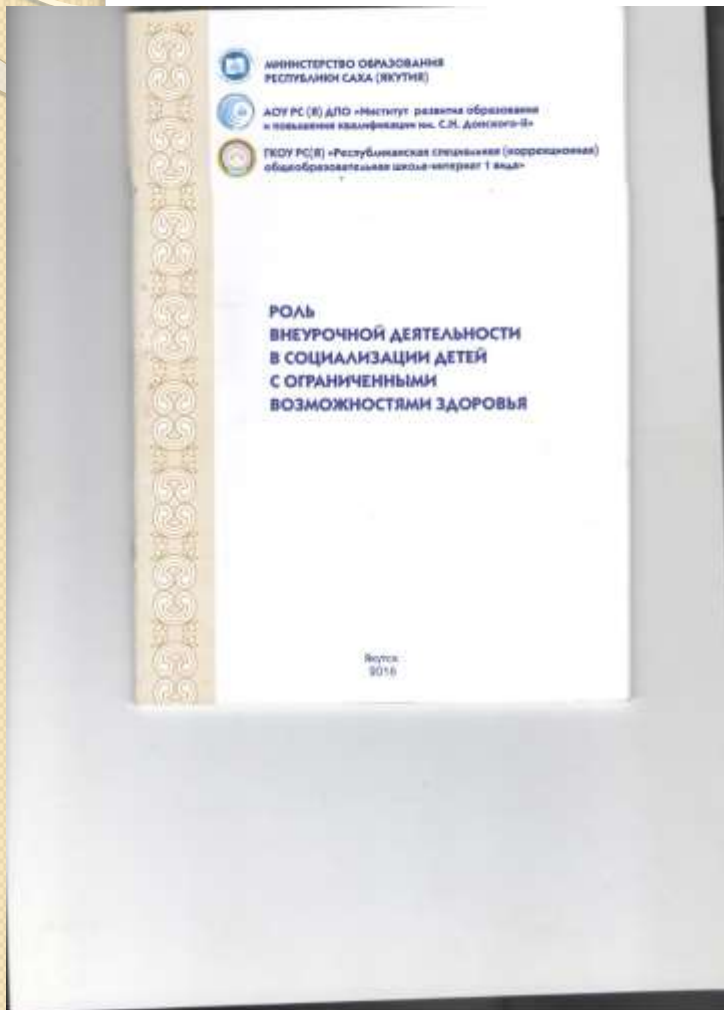 МИНИСТЕРСТВО ОБРАЗОВАНИЯ
РЕСПУБЛИКИ САХА (ЯКУТИЯ)
АОУ РС (Я) ДПО «Институт развития образования
и повышения квалификации им. С.Н. Донского-II»
ГКОУ РС(Я) «Республиканская специальная (коррекционная)
общеобразовательная школа-интернат 1 вида»
РОЛЬ
ВНЕУРОЧНОЙ ДЕЯТЕЛЬНОСТИ
В СОЦИАЛИЗАЦИИ ДЕТЕЙ
С ОГРАНИЧЕННЫМИ
ВОЗМОЖНОСТЯМИ ЗДОРОВЬЯ
Якутск
2016